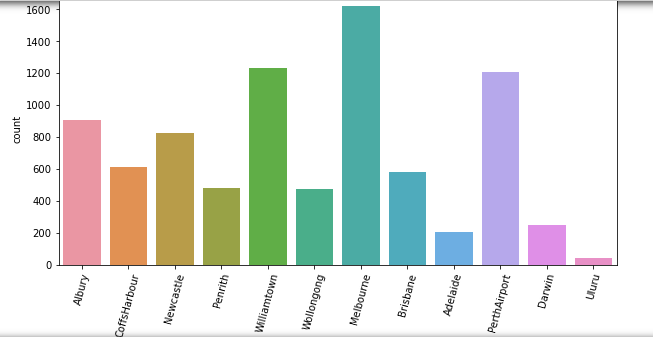 1600
1400
1200
1000
800
600
400
200
0
count
Albury
CoffsHarbour
Newcastle
Penrith
Williamtown
Wollongong
Melbourne
Brisbane
Adelaide
PerthAirport
Darwin
Uluru